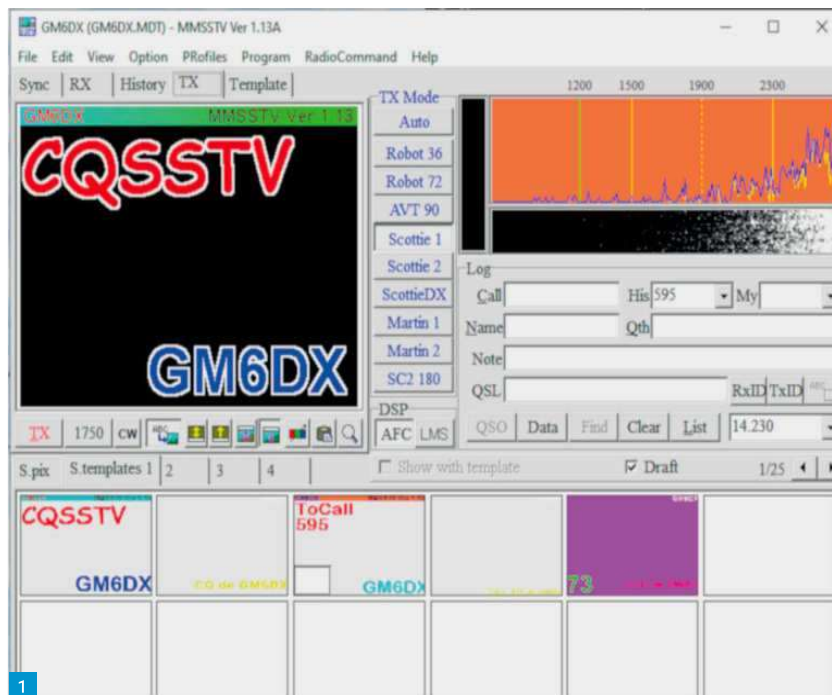 GM6DX (GM6DX.MDT) - MMSSTV Ver 1.13A
File Edit View Option PRofiles Program RadioCommand Help
Sync RX History TX Template
GM6DX MMSSTV Ver 1.13
CQSSTV
GM6DX
TX Mode
Auto
Robot 36
Robot 72
AVT 90
Scottie 1
Scottie 2
ScottieDX
Martin 1
Martin 2
SC2 180
DSP
AFC LMS
1200 1500 1900 2300
Log
Call His 595 My
Name Qth
Note
QSL RxID TxID
QSO Data Find Clear List 14.230
TX 1750 CW ABC
S.pix S.templates 1 2 3 4
Show with template Draft 1/25
CQSSTV
GM6DX
CQ de GM6DX
ToCall
595
GM6DX
73
1